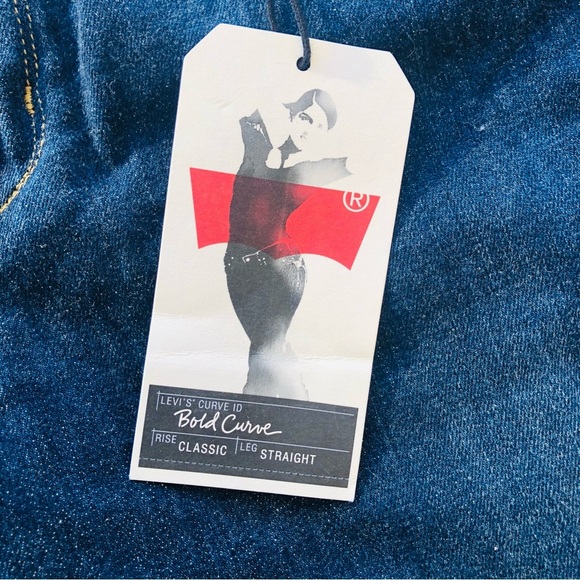 ®
LEVI'S® CURVE ID
Bold Curve
RISE CLASSIC LEG STRAIGHT